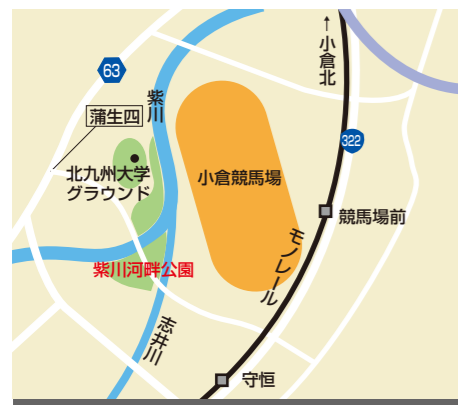 ↑小倉北
63
紫川
蒲生四
322
北九州大学
グラウンド
小倉競馬場
競馬場前
モノレール
紫川河畔公園
志井川
守恒